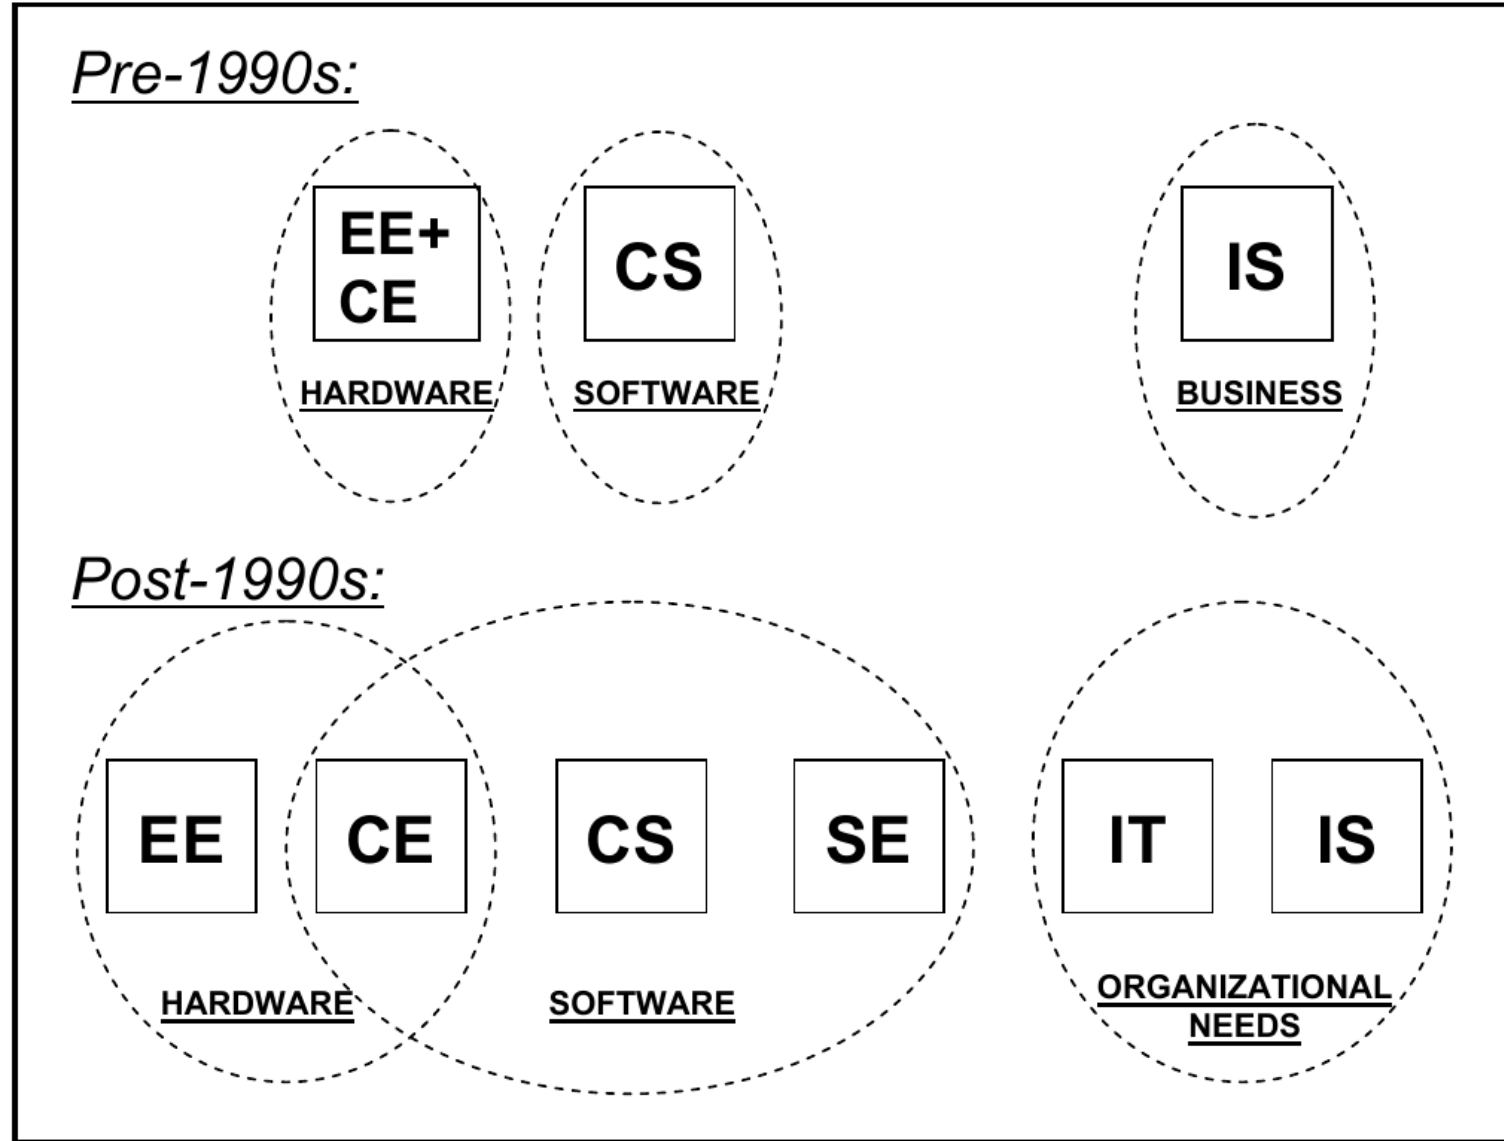 Pre-1990s:
EE+
CE
CS
IS
HARDWARE
SOFTWARE
BUSINESS
Post-1990s:
EE
CE
CS
SE
IT
IS
HARDWARE
SOFTWARE
ORGANIZATIONAL
NEEDS